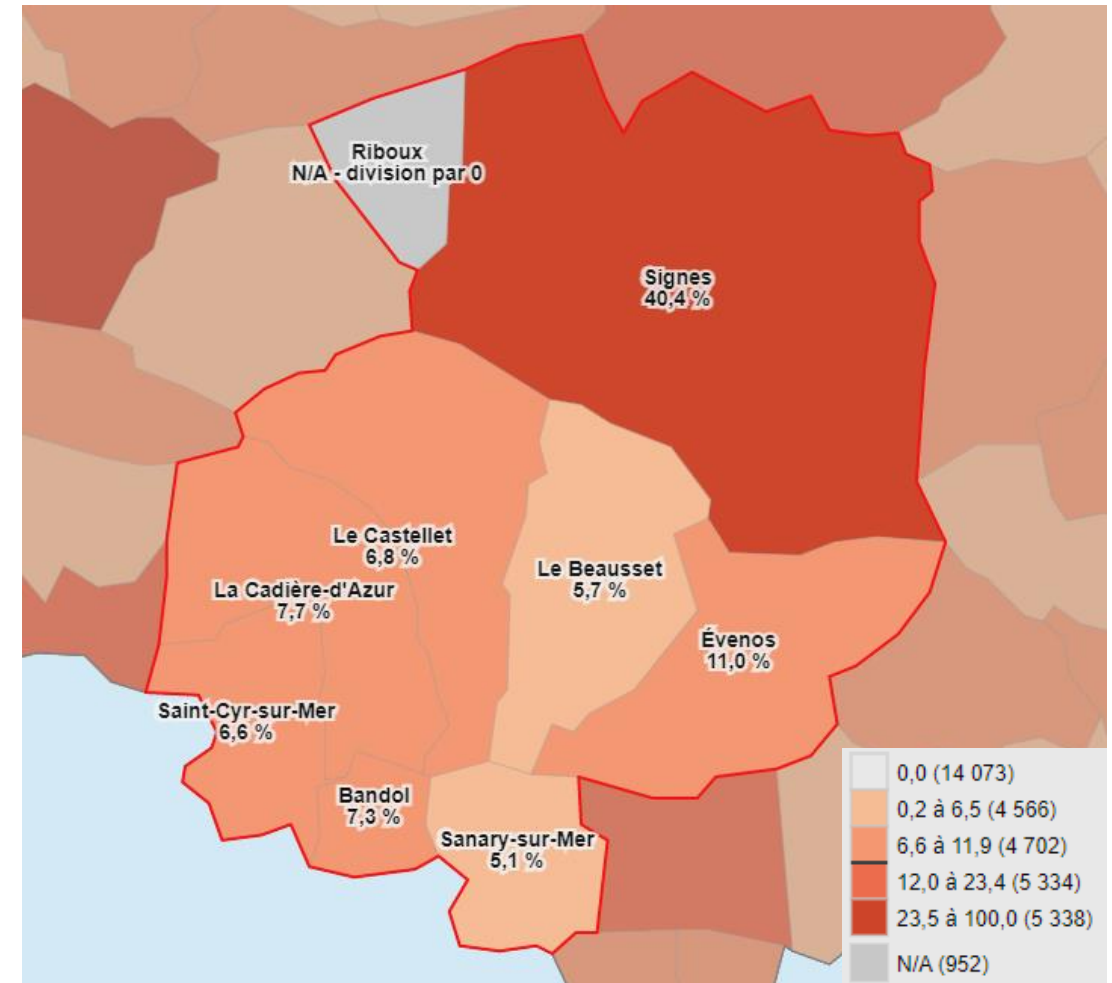 Riboux
N/A - division par 0
Signes
40,4 %
Le Castellet
6,8 %
Le Beausset
5,7 %
La Cadière-d'Azur
7,7 %
Évenos
11,0 %
Saint-Cyr-sur-Mer
6,6 %
Bandol
7,3 %
Sanary-sur-Mer
5,1 %
0,0 (14 073)
0,2 à 6,5 (4 566)
6,6 à 11,9 (4 702)
12,0 à 23,4 (5 334)
23,5 à 100,0 (5 338)
N/A (952)